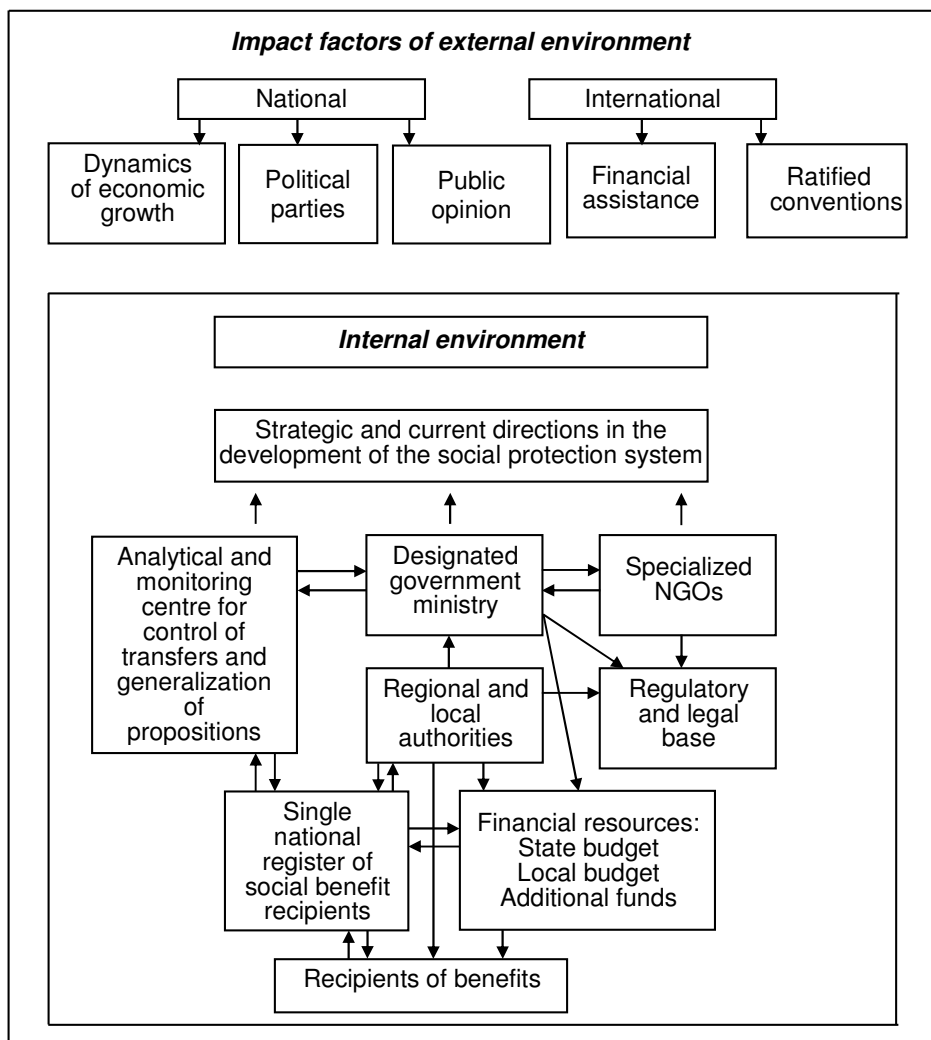 Impact factors of external environment
National
International
Dynamics
of economic
growth
Political
parties
Public
opinion
Financial
assistance
Ratified
conventions
Internal environment
Strategic and current directions in the
development of the social protection system
Analytical and
monitoring
centre for
control of
transfers and
generalization
of
propositions
Designated
government
ministry
Specialized
NGOs
Regional and
local
authorities
Regulatory
and legal
base
Single
national
register of
social benefit
recipients
Financial resources:
State budget
Local budget
Additional funds
Recipients of benefits